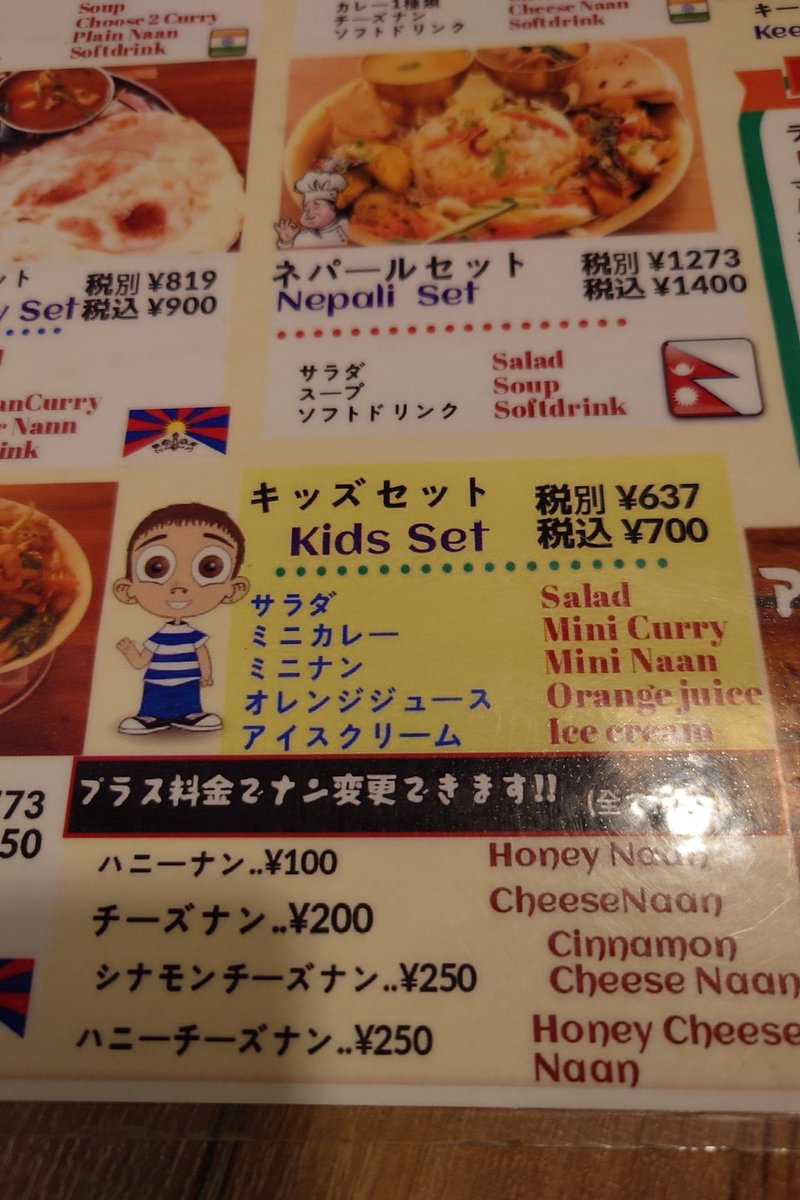 Soup
Choose 2 Curry
Plain Naan
Softdrink
カレー1種類
チーズナン
ソフトドリンク
Cheese Naan
Softdrink
キー
Kee
ット
税別 ¥819
y Set 税込 ¥900
anCurry
r Nann
ink
ネパールセット
Nepali Set
税別 ¥1273
税込 ¥1400
サラダ
スープ
ソフトドリンク
Salad
Soup
Softdrink
キッズセット
Kids Set
税別 ¥637
税込 ¥700
サラダ
ミニカレー
ミニナン
オレンジジュース
アイスクリーム
Salad
Mini Curry
Mini Naan
Orange juice
Ice cream
773
50
プラス料金でナン変更できます!!
ハニーナン..¥100
Honey Naan
チーズナン..¥200
CheeseNaan
シナモンチーズナン..¥250
Cinnamon
Cheese Naan
ハニーチーズナン..¥250
Honey Cheese
Naan